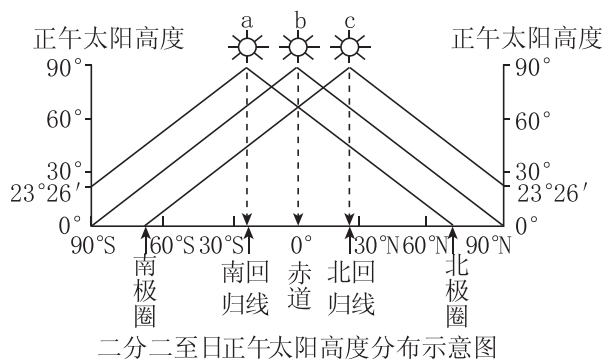 a b c
正午太阳高度 正午太阳高度
90° 90°
60° 60°
30° 30°
23°26′ 23°26′
0° 0°
90°S 60°S 30°S 0° 30°N 60°N 90°N
南极圈 南回归线 赤道 北回归线 北极圈
二分二至日正午太阳高度分布示意图